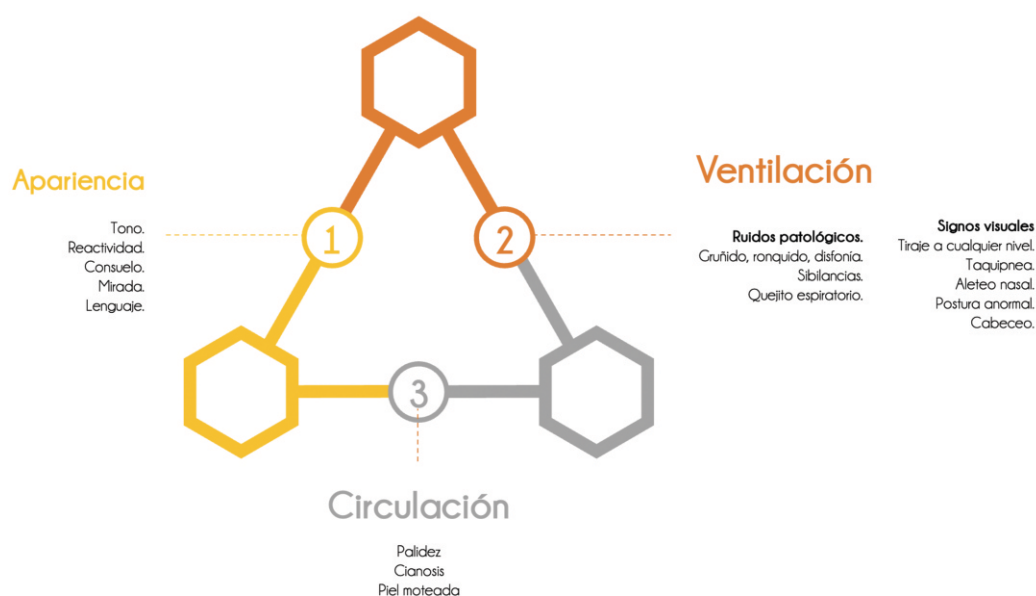 Apariencia
Tono.
Reactividad.
Consuelo.
Mirada.
Lenguaje.
1
2
Ventilación
Ruidos patológicos.
Gruñido, ronquido, disfonía.
Sibilancias.
Quejito espiratorio.
Signos visuales
Tiraje a cualquier nivel.
Taquipnea.
Aleteo nasal.
Postura anormal.
Cabeceo.
3
Circulación
Palidez
Cianosis
Piel moteada